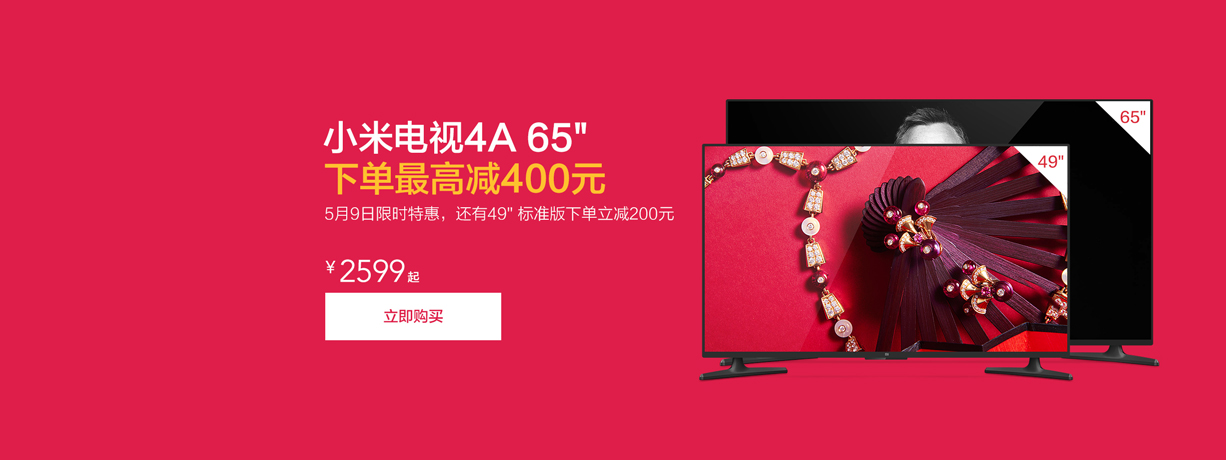 小米电视4A 65"
下单最高减400元
5月9日限时特惠，还有49" 标准版下单立减200元
¥ 2599起
立即购买
65"
49"